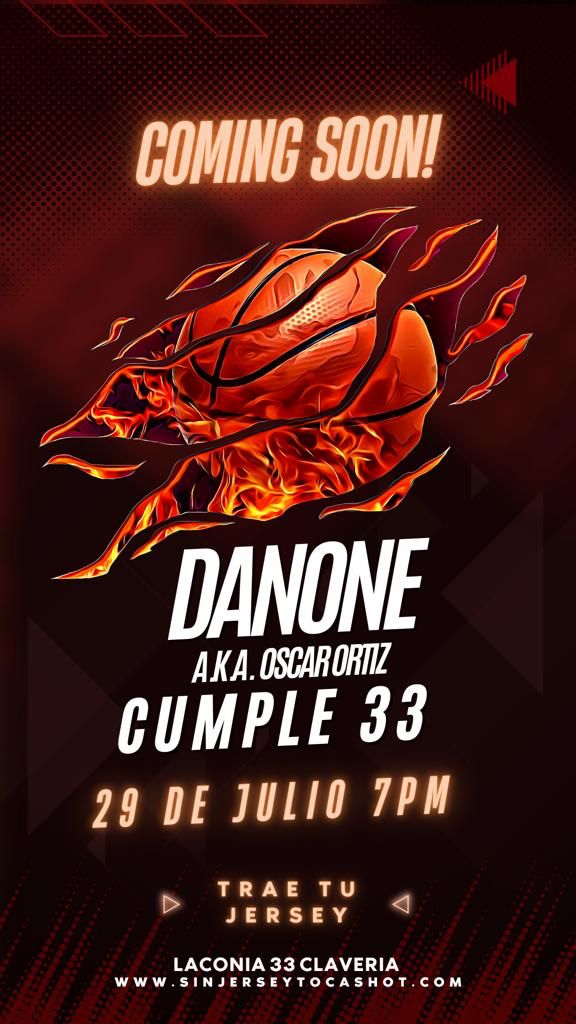 COMING SOON!
DANONE
A.K.A. OSCAR ORTIZ
CUMPLE 33
29 DE JULIO 7PM
TRAE TU
JERSEY
LACONIA 33 CLAVERIA
WWW.SINJERSEYTOCASHOT.COM